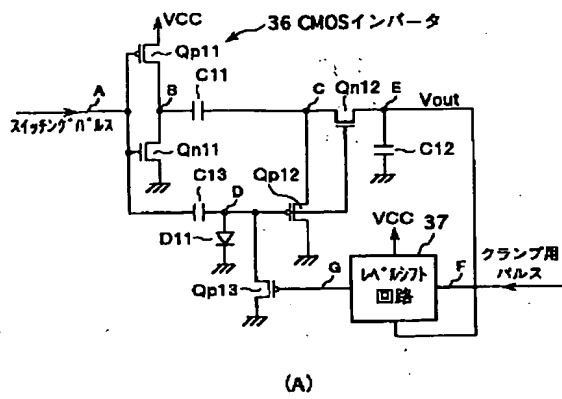 36 CMOSインバータ
VCC
Qp11
A
B
C11
C
Qn12
E
Vout
スイッチングパルス
Qn11
C12
C13
D
Qp12
VCC
37
D11
クランプ用
パルス
レベルシフト
回路
G
F
Qp13
(A)